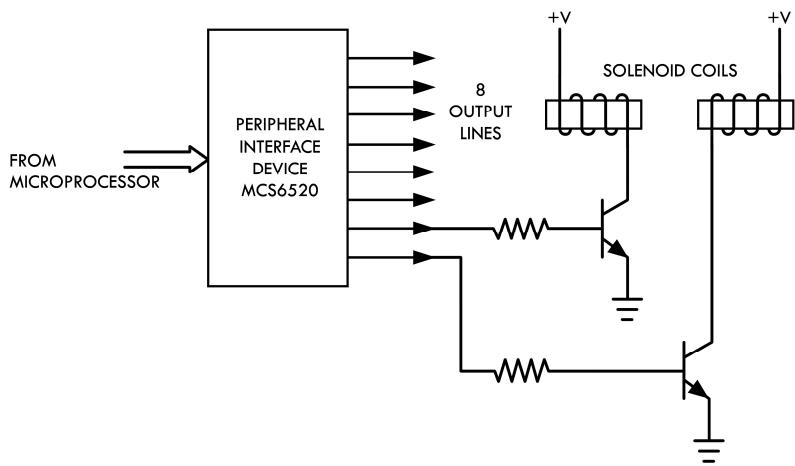 +V
+V
SOLENOID COILS
8
OUTPUT
LINES
PERIPHERAL
INTERFACE
DEVICE
MCS6520
FROM
MICROPROCESSOR